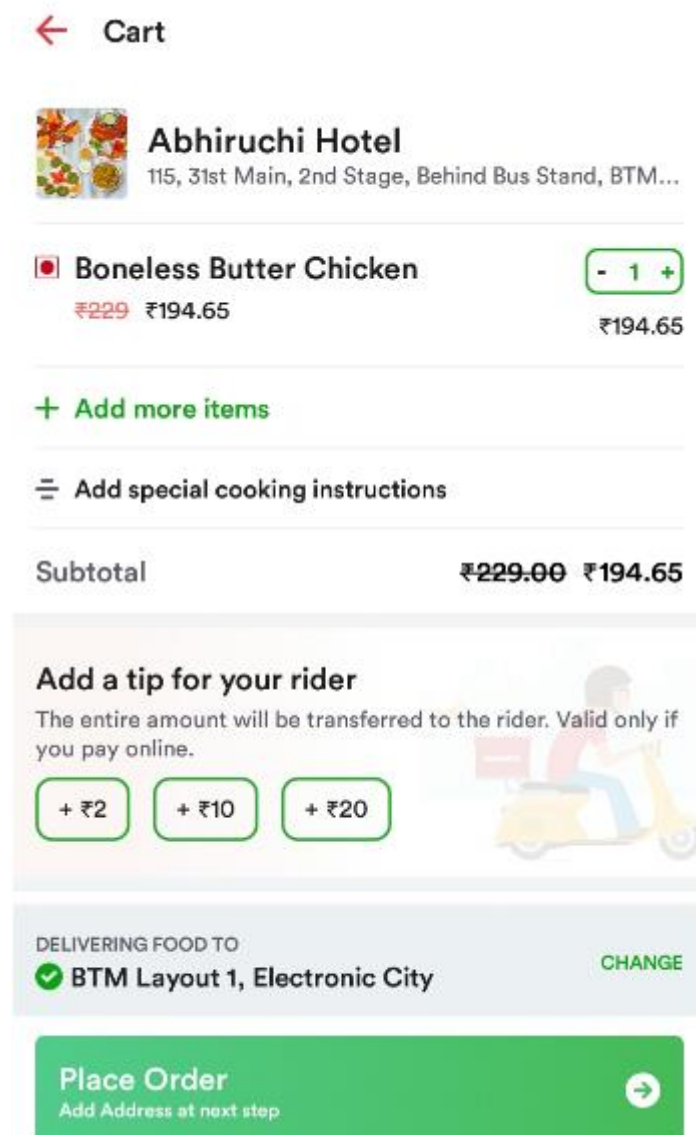 Cart
Abhiruchi Hotel
115, 31st Main, 2nd Stage, Behind Bus Stand, BTM...
Boneless Butter Chicken
- 1 +
₹229 ₹194.65
₹194.65
+ Add more items
Add special cooking instructions
Subtotal ₹229.00 ₹194.65
Add a tip for your rider
The entire amount will be transferred to the rider. Valid only if
you pay online.
+ ₹2 + ₹10 + ₹20
DELIVERING FOOD TO
BTM Layout 1, Electronic City
CHANGE
Place Order
Add Address at next step